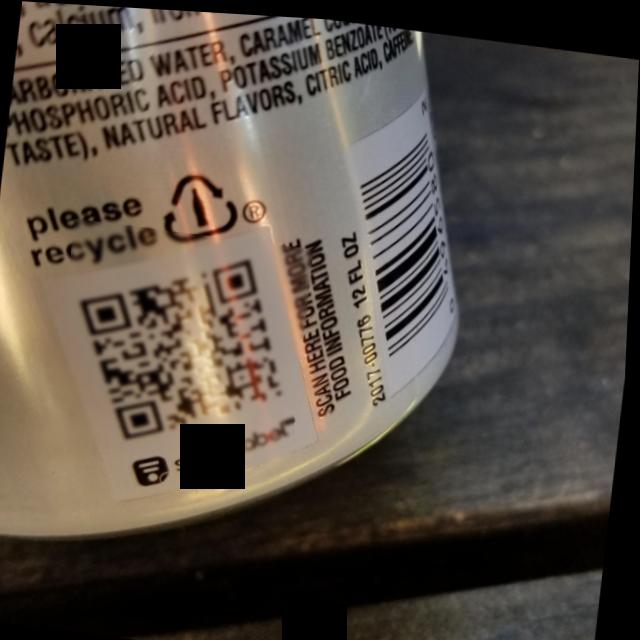 Calcium,
ED WATER, CARAMEL
PHOSPHORIC ACID, POTASSIUM BENZOATE
TASTE), NATURAL FLAVORS, CITRIC ACID,
please
recycle
®
SCAN HERE FOR MORE
FOOD INFORMATION
2017-00776 12 FL OZ